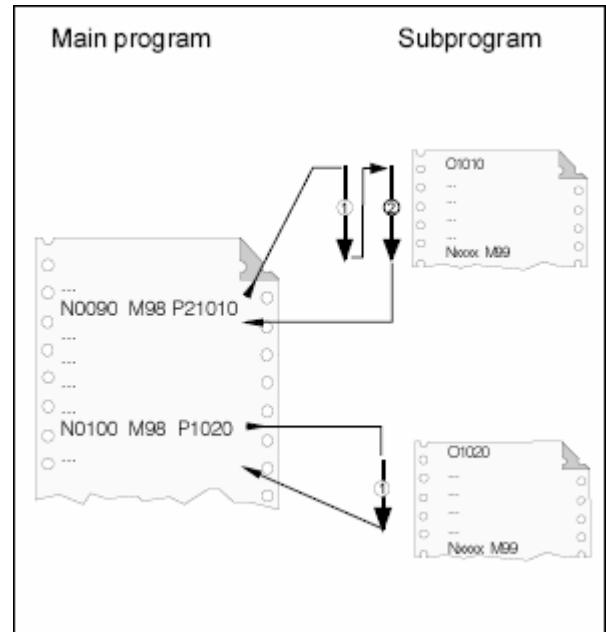 Main program
Subprogram
...
N0090 M98 P21010
...
...
...
N0100 M98 P1020
...
① ②
O1010
...
...
...
...
Nxxxx M99
①
O1020
...
...
...
...
Nxxxx M99